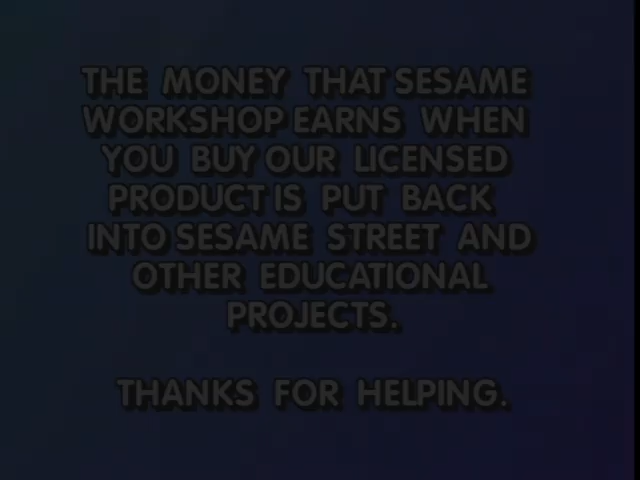 THE MONEY THAT SESAME
WORKSHOP EARNS WHEN
YOU BUY OUR LICENSED
PRODUCT IS PUT BACK
INTO SESAME STREET AND
OTHER EDUCATIONAL
PROJECTS.
THANKS FOR HELPING.